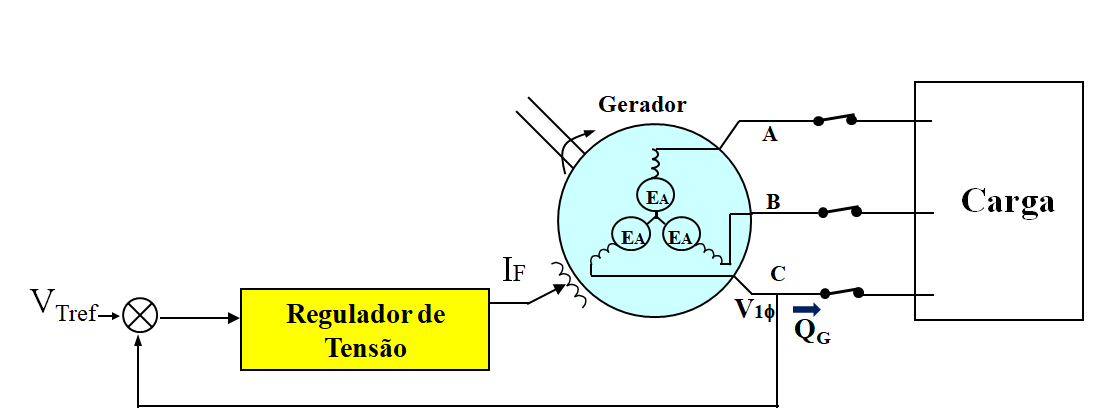 Gerador
A
EA
B
Carga
EA EA
C
IF
VTref
Regulador de
Tensão
V1ϕ
QG